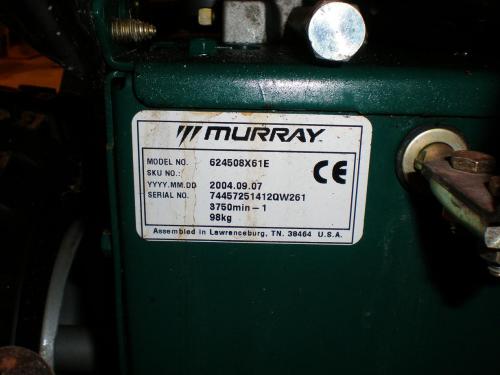 MURRAY
MODEL NO. 624508X61E
SKU NO.:
YYYY.MM.DD 2004.09.07
SERIAL NO. 74457251412QW261
3750min-1
98kg
CE
Assembled in Lawrenceburg, TN. 38464 U.S.A.